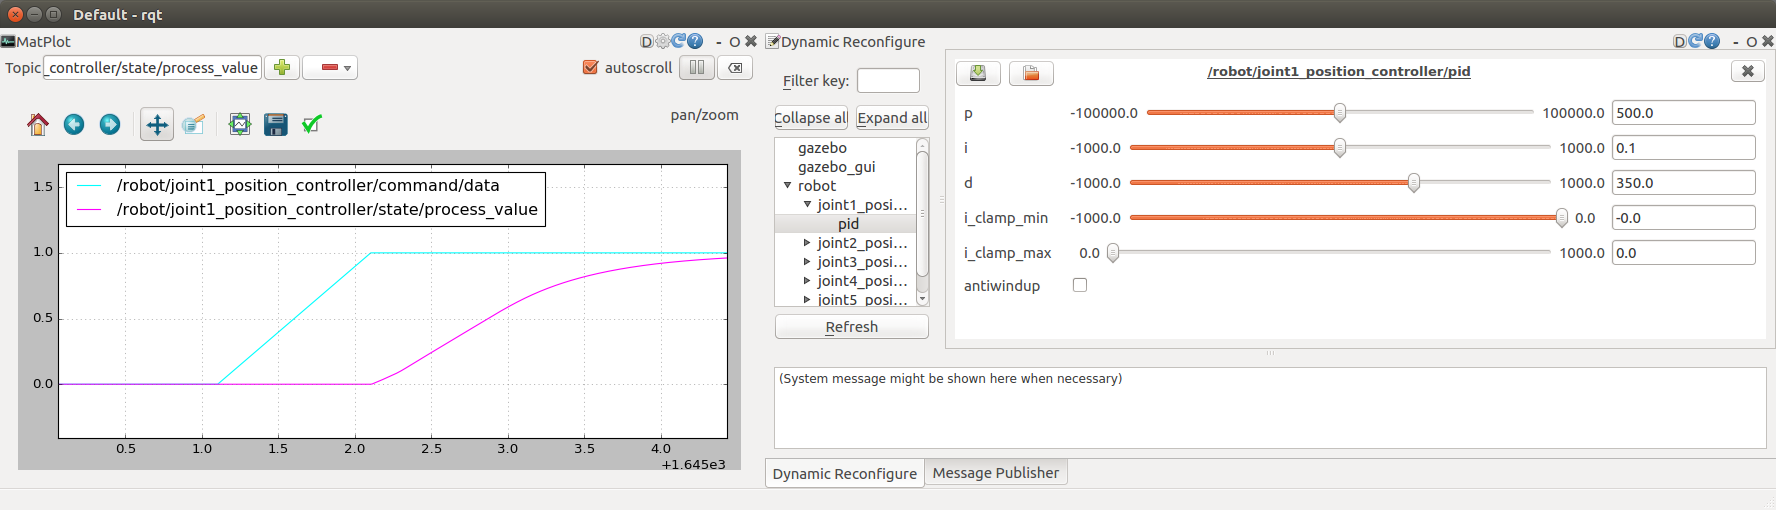 Default - rqt
MatPlot
D
- O
Topic
_controller/state/process_value
autoscroll
pan/zoom
/robot/joint1_position_controller/command/data
/robot/joint1_position_controller/state/process_value
1.5
1.0
0.5
0.0
0.5 1.0 1.5 2.0 2.5 3.0 3.5 4.0
+1.645e3
Dynamic Reconfigure
D
- O
Filter key:
Collapse all
Expand all
gazebo
gazebo_gui
robot
joint1_posi...
pid
joint2_posi...
joint3_posi...
joint4_posi...
joint5_posi...
Refresh
/robot/joint1_position_controller/pid
p -100000.0 100000.0 500.0
i -1000.0 1000.0 0.1
d -1000.0 1000.0 350.0
i_clamp_min -1000.0 0.0 -0.0
i_clamp_max 0.0 1000.0 0.0
antiwindup
(System message might be shown here when necessary)
Dynamic Reconfigure
Message Publisher